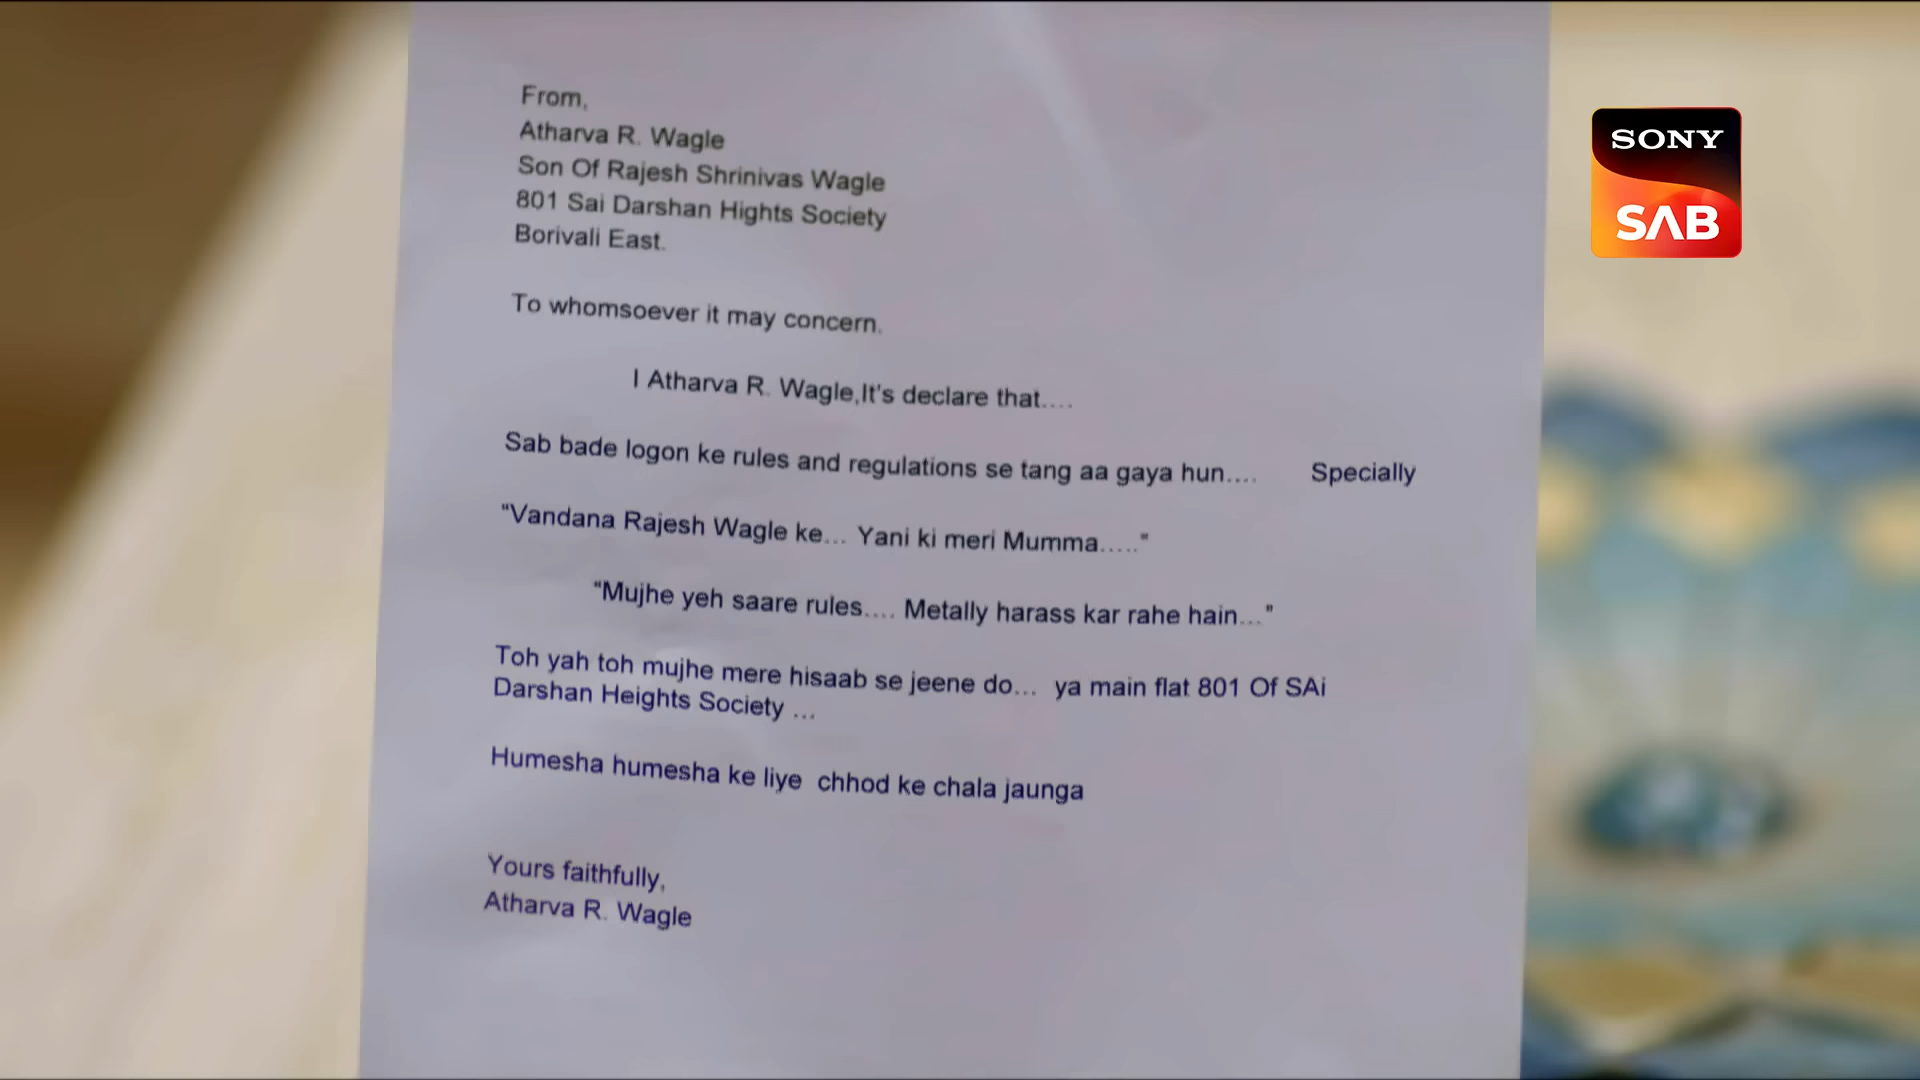 From,
Atharva R. Wagle
Son Of Rajesh Shrinivas Wagle
801 Sai Darshan Hights Society
Borivali East.
To whomsoever it may concern.
I Atharva R. Wagle,It's declare that....
Sab bade logon ke rules and regulations se tang aa gaya hun.... Specially
"Vandana Rajesh Wagle ke... Yani ki meri Mumma....."
"Mujhe yeh saare rules.... Metally harass kar rahe hain..."
Toh yah toh mujhe mere hisaab se jeene do... ya main flat 801 Of SAi
Darshan Heights Society ...
Humesha humesha ke liye chhod ke chala jaunga
Yours faithfully,
Atharva R. Wagle
SONY
SAB